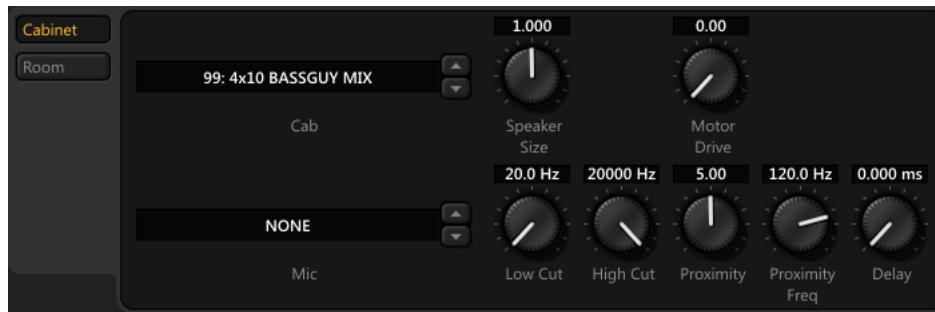 Cabinet
Room
1.000
0.00
99: 4x10 BASSGUY MIX
Cab
Speaker
Size
Motor
Drive
20.0 Hz
20000 Hz
5.00
120.0 Hz
0.000 ms
NONE
Mic
Low Cut
High Cut
Proximity
Proximity
Freq
Delay